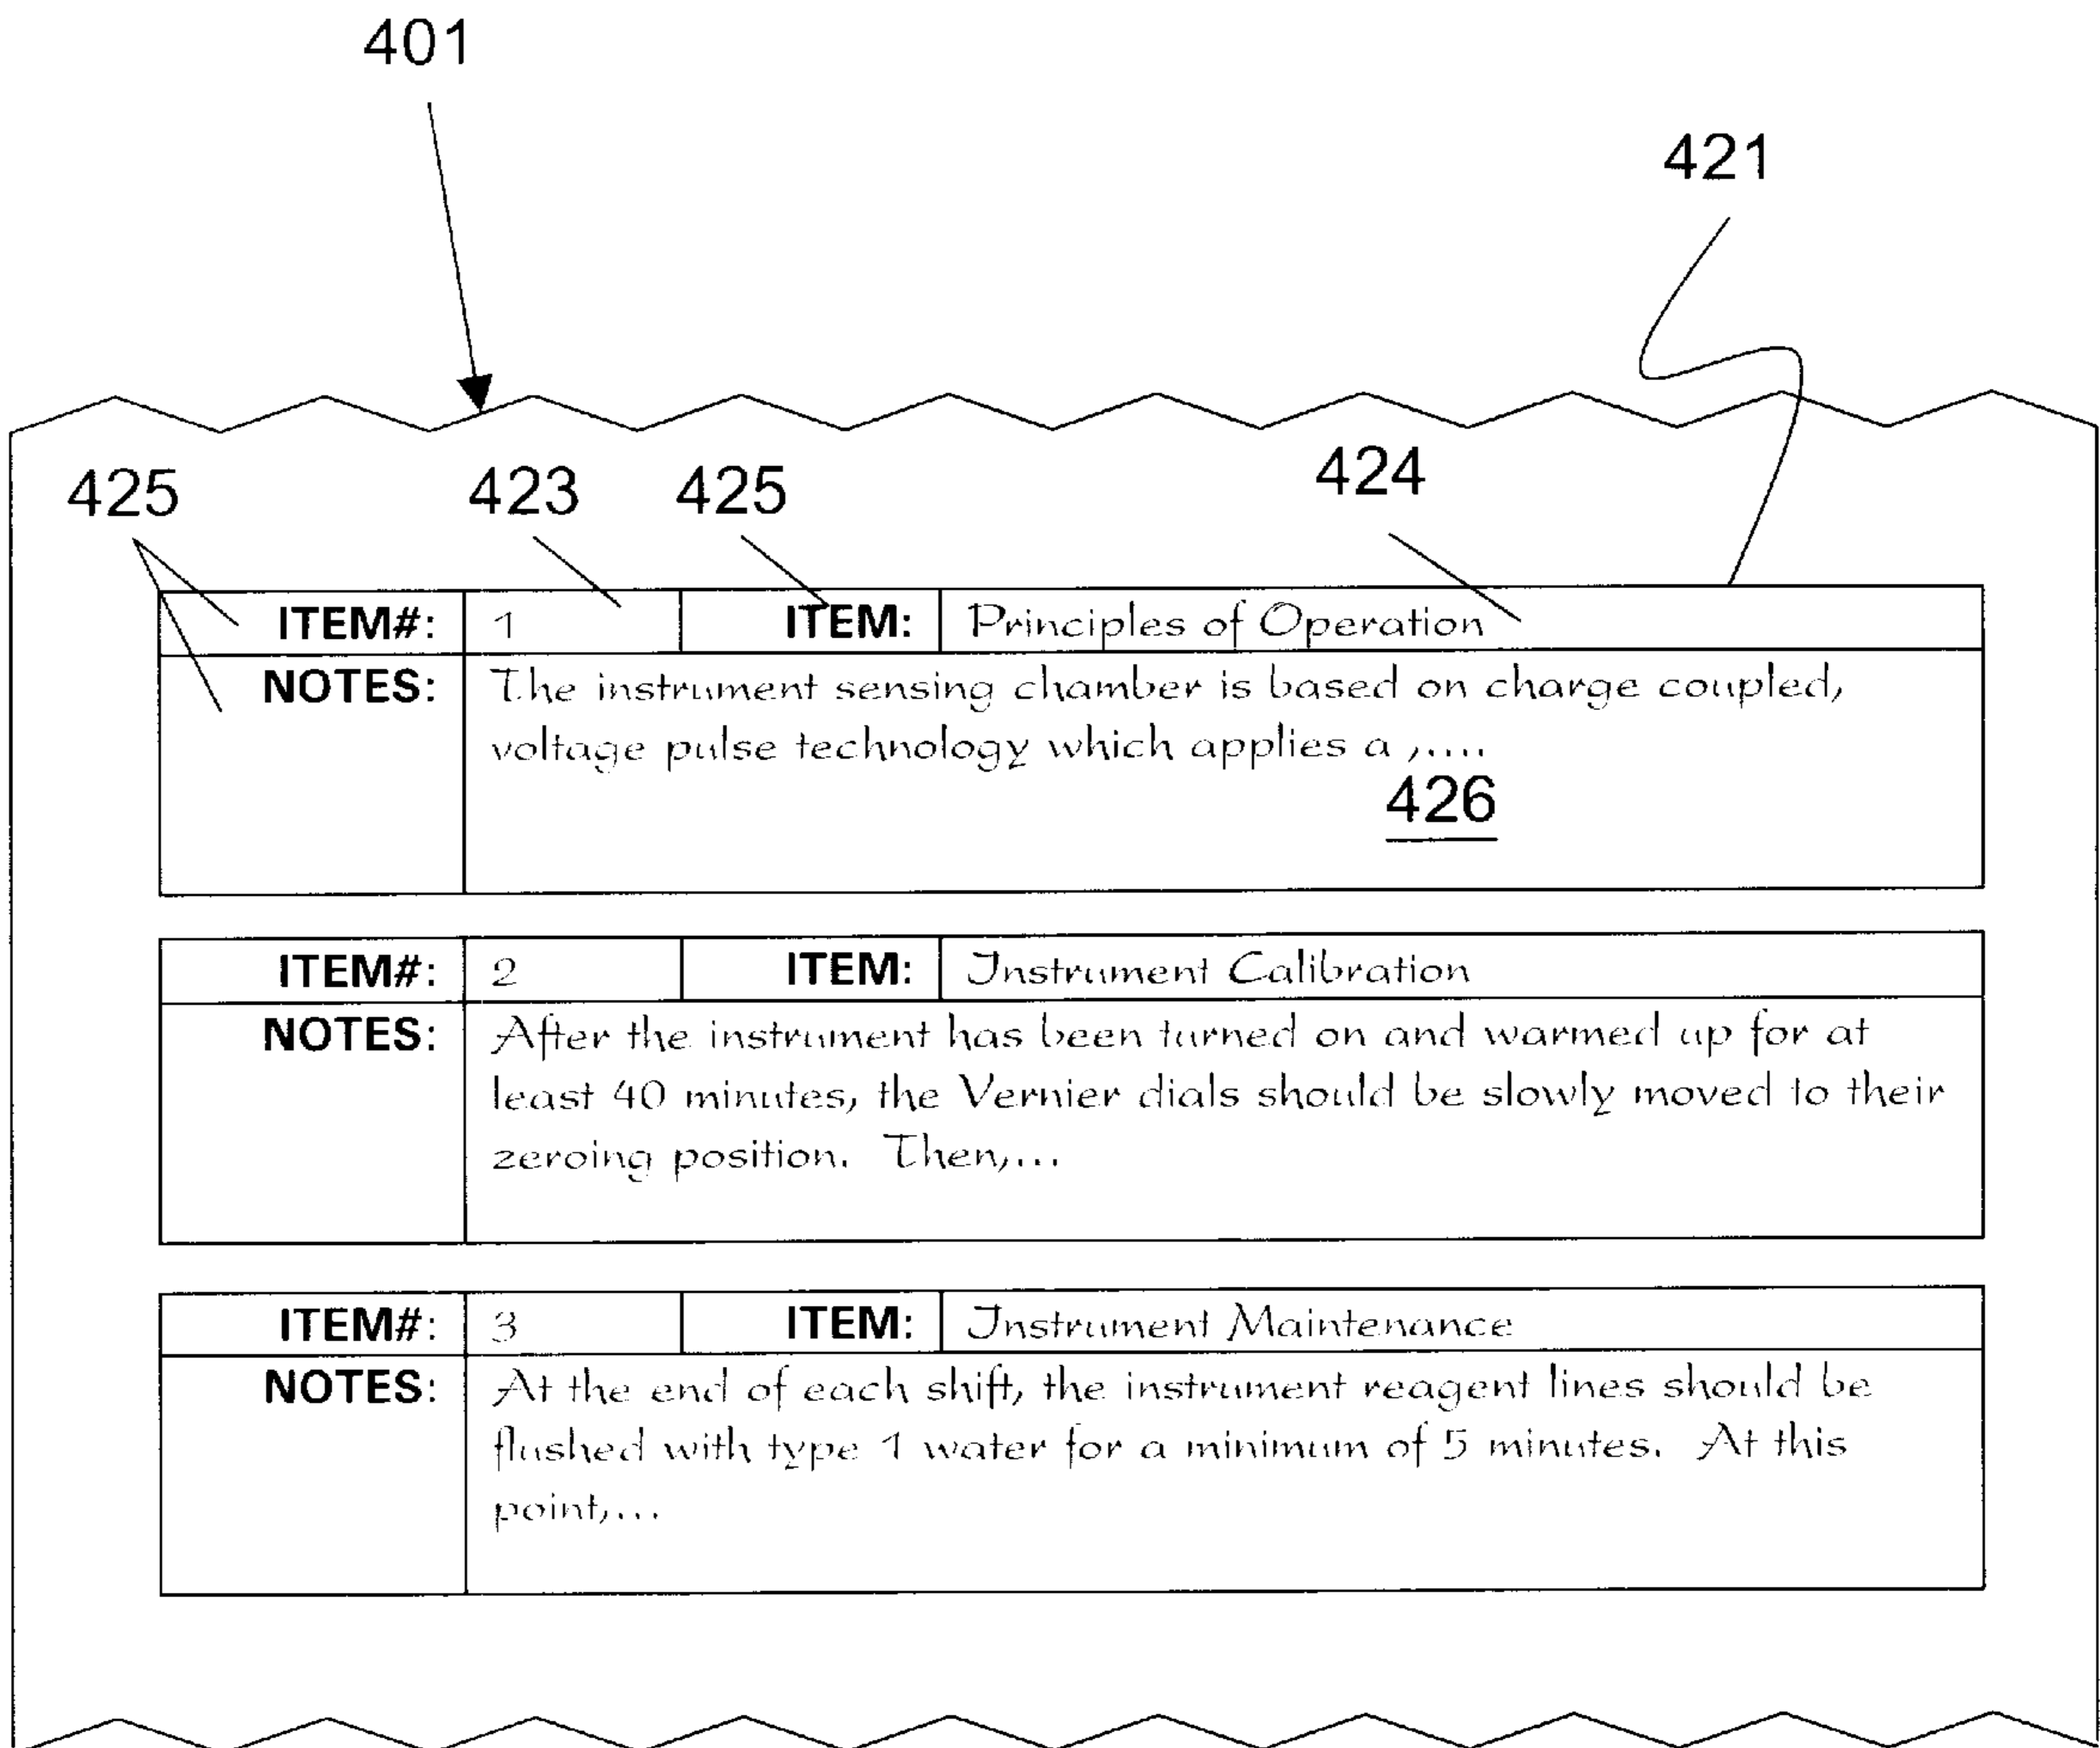 401
421
425 423 425 424
ITEM#: 1 ITEM: Principles of Operation
NOTES: The instrument sensing chamber is based on charge coupled,
voltage pulse technology which applies a ,....
426
ITEM#: 2 ITEM: Instrument Calibration
NOTES: After the instrument has been turned on and warmed up for at
least 40 minutes, the Vernier dials should be slowly moved to their
zeroing position. Then,...
ITEM#: 3 ITEM: Instrument Maintenance
NOTES: At the end of each shift, the instrument reagent lines should be
flushed with type 1 water for a minimum of 5 minutes. At this
point,...